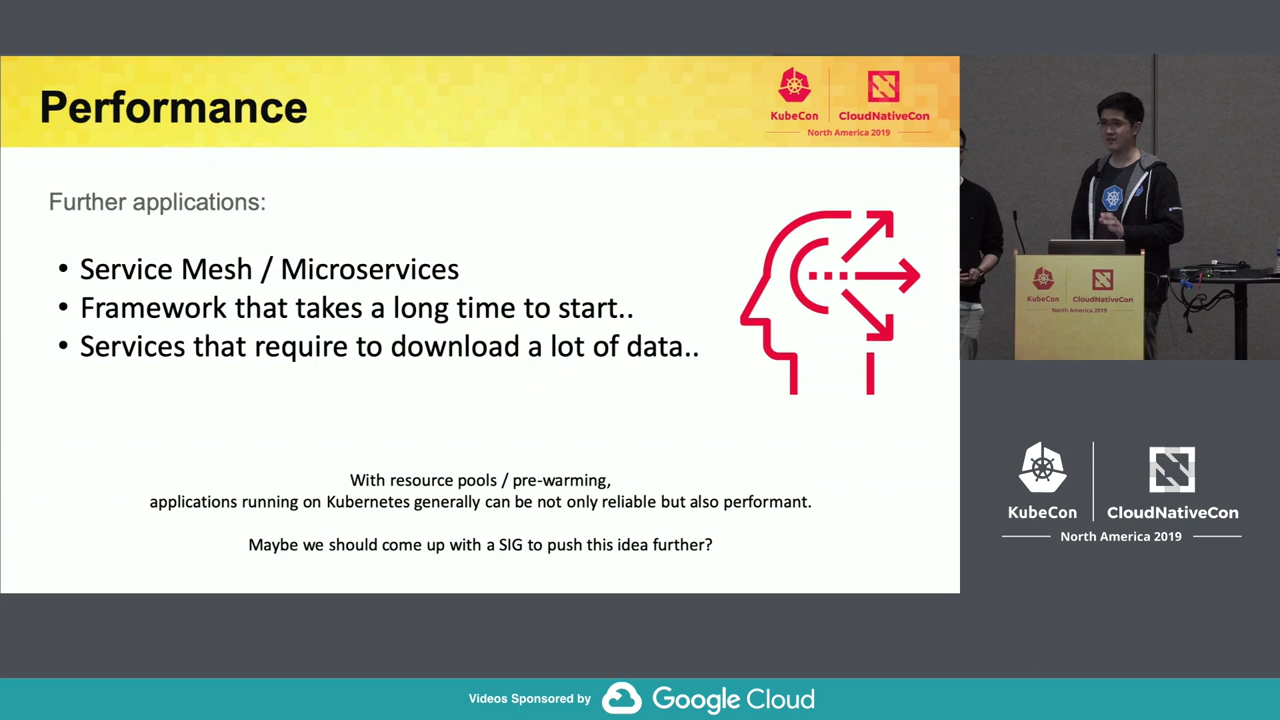 Performance
KubeCon
CloudNativeCon
North America 2019
Further applications:
• Service Mesh / Microservices
• Framework that takes a long time to start..
• Services that require to download a lot of data..
With resource pools / pre-warming,
applications running on Kubernetes generally can be not only reliable but also performant.
Maybe we should come up with a SIG to push this idea further?
KubeCon
CloudNativeCon
North America 2019
KubeCon
CloudNativeCon
North America 2019
Videos Sponsored by
Google Cloud